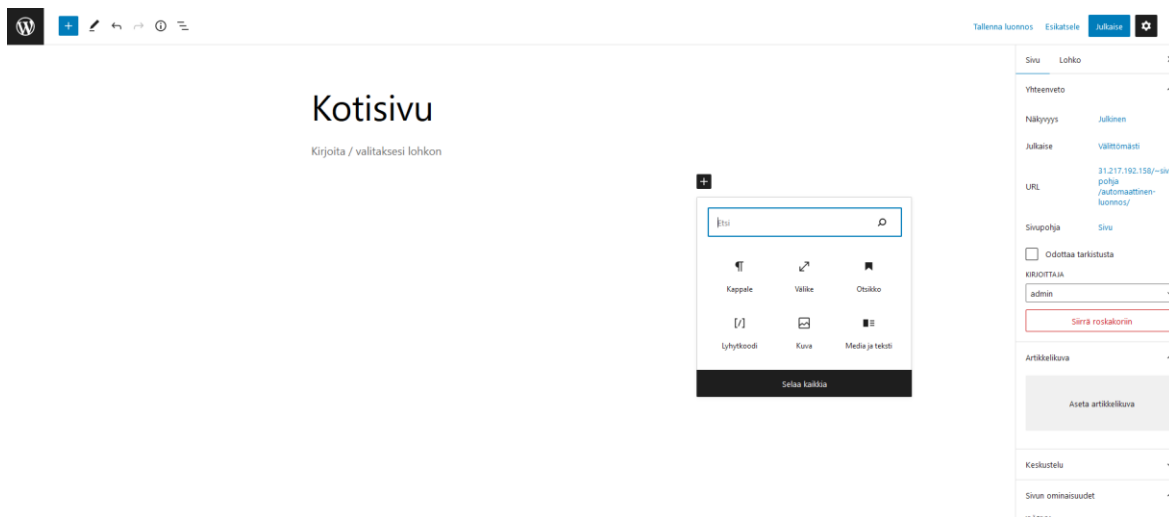 Tallenna luonnos Esikatsele Julkaise
Sivu Lohko
Yhteenveto
Kotisivu
Näkyvyys Julkinen
Julkaise Välittömästi
Kirjoita / valitaksesi lohkon
URL 31.217.192.158/~siv
pohja
/automaattinen-
luonnos/
Etsi
Sivupohja Sivu
Odottaa tarkistusta
KIRJOITTAJA
Kappale Välike Otsikko
admin
Siirrä roskakoriin
[/]
Lyhytkoodi Kuva Media ja teksti
Artikkelikuva
Selaa kaikkia
Aseta artikkelikuva
Keskustelu
Sivun ominaisuudet